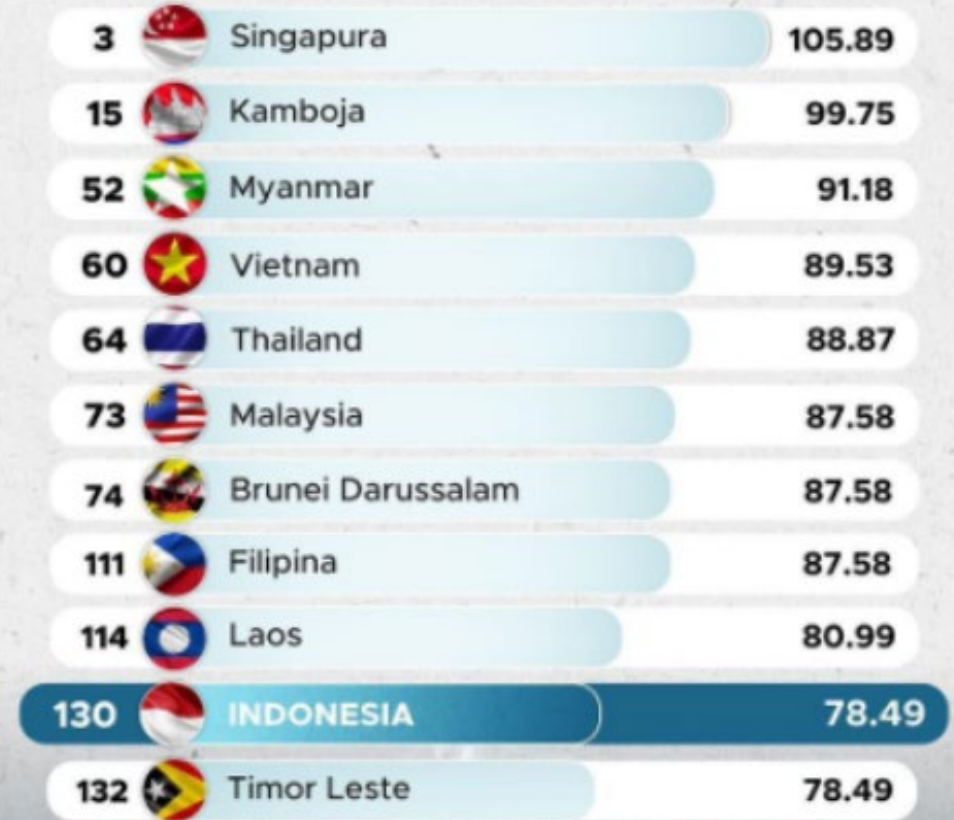 3 Singapura 105.89
15 Kamboja 99.75
52 Myanmar 91.18
60 Vietnam 89.53
64 Thailand 88.87
73 Malaysia 87.58
74 Brunei Darussalam 87.58
111 Filipina 87.58
114 Laos 80.99
130 INDONESIA 78.49
132 Timor Leste 78.49